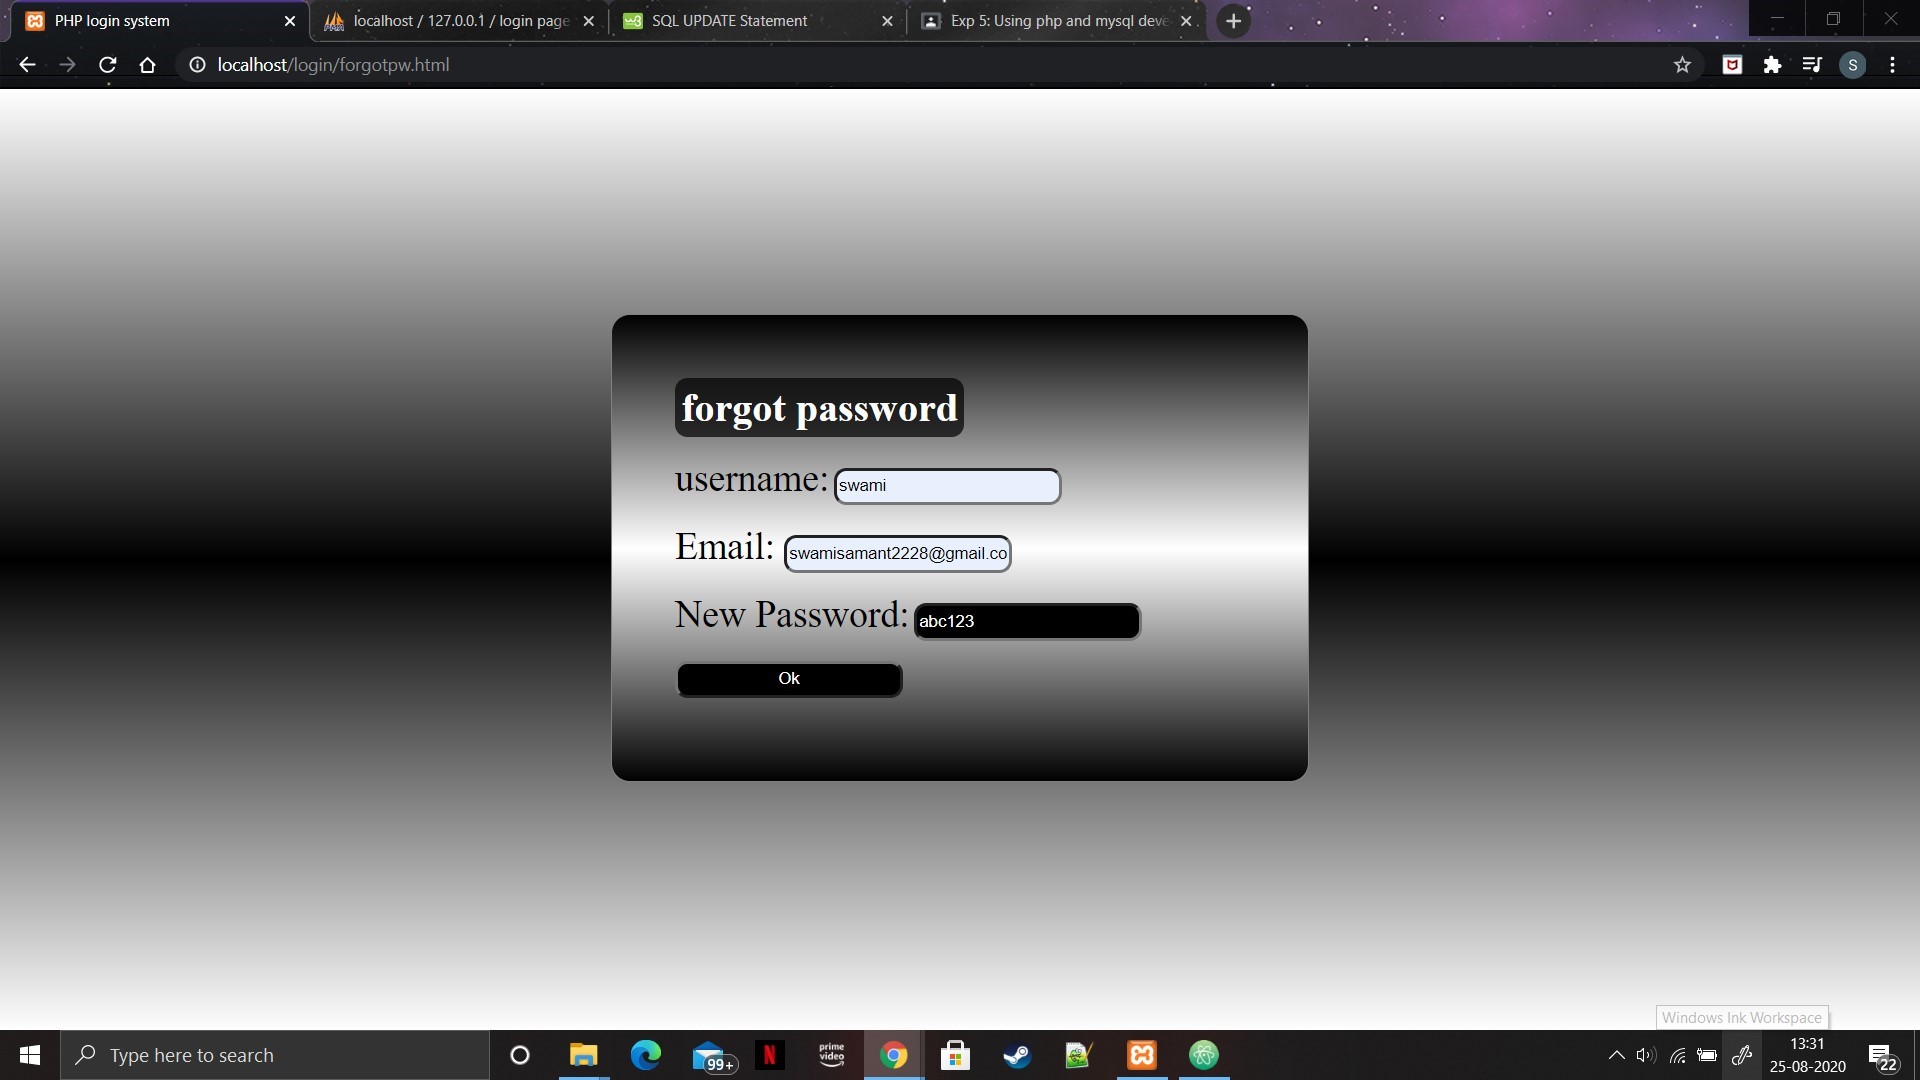 PHP login system
localhost / 127.0.0.1 / login page
SQL UPDATE Statement
Exp 5: Using php and mysql deve
localhost/login/forgotpw.html
S
forgot password
username: swami
Email: swamisamant2228@gmail.co
New Password: abc123
Ok
Windows Ink Workspace
Type here to search
99+
N
prime
video
13:31
25-08-2020
22